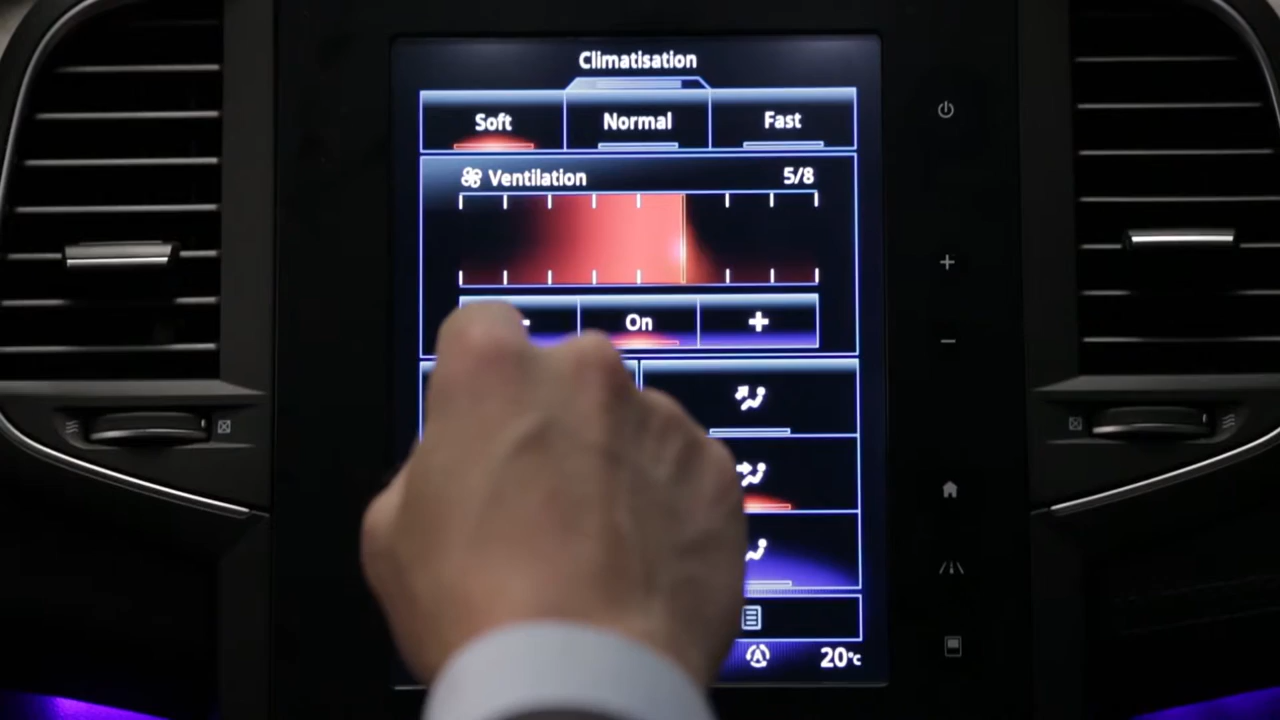 Climatisation
Soft Normal Fast
Ventilation 5/8
- On +
20°c